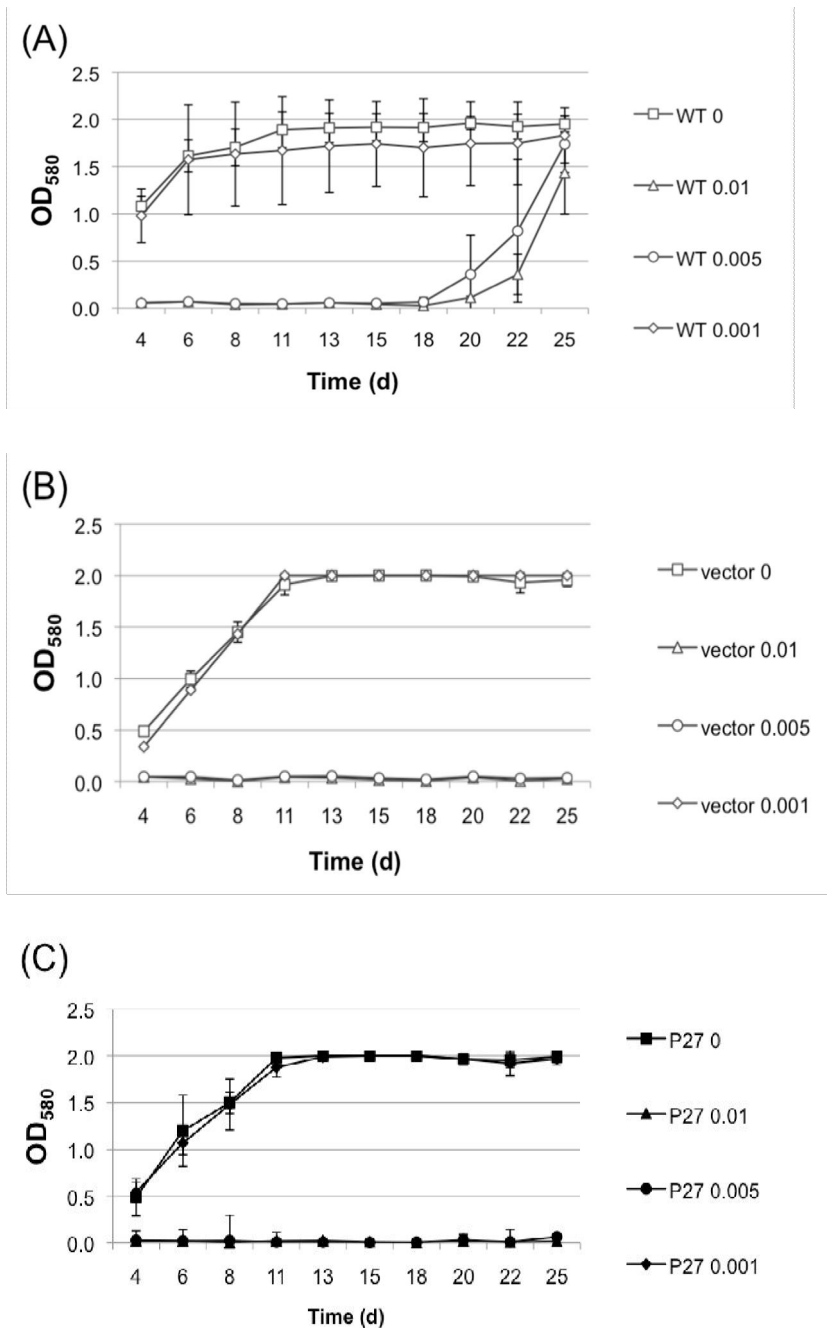 (A)
2.5
2.0
1.5
1.0
0.5
0.0
OD580
4 6 8 11 13 15 18 20 22 25
Time (d)
WT 0
WT 0.01
WT 0.005
WT 0.001
(B)
2.5
2.0
1.5
1.0
0.5
0.0
OD580
4 6 8 11 13 15 18 20 22 25
Time (d)
vector 0
vector 0.01
vector 0.005
vector 0.001
(C)
2.5
2.0
1.5
1.0
0.5
0.0
OD580
4 6 8 11 13 15 18 20 22 25
Time (d)
P27 0
P27 0.01
P27 0.005
P27 0.001